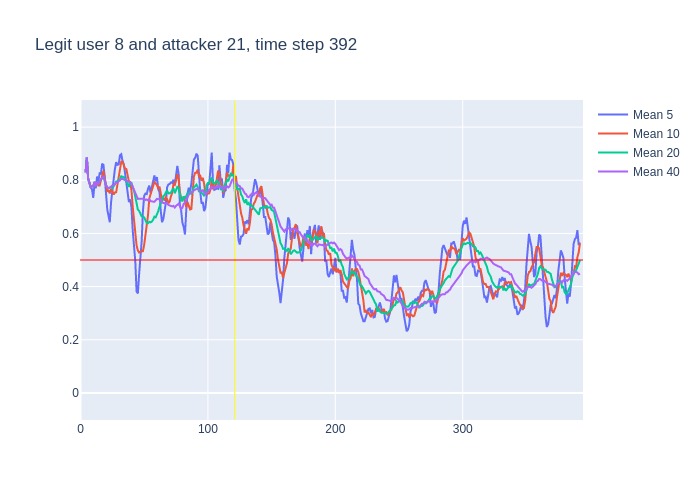 Legit user 8 and attacker 21, time step 392
Mean 5
Mean 10
Mean 20
Mean 40
1
0.8
0.6
0.4
0.2
0
0 100 200 300